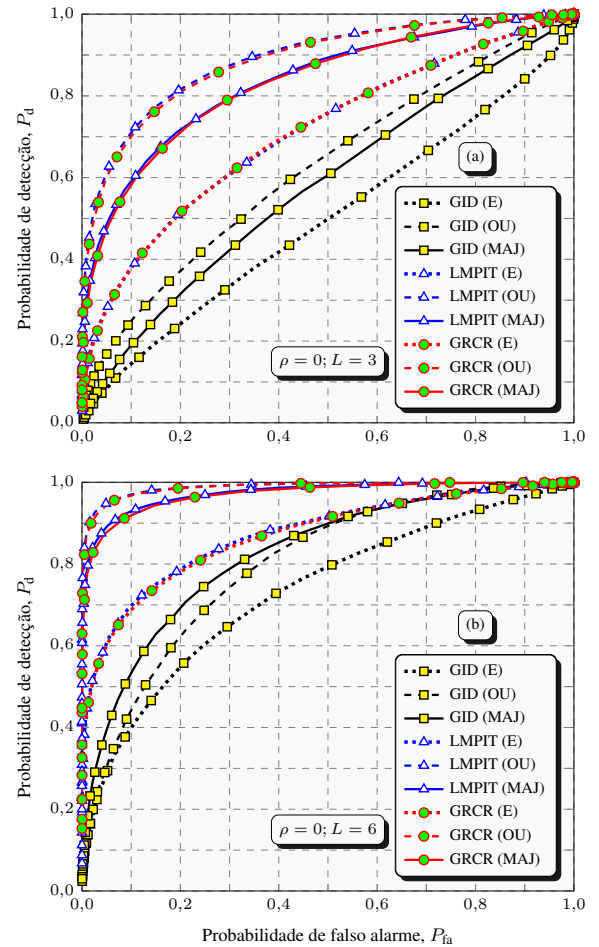 1,0
0,8
0,6
0,4
0,2
0,0
Probabilidade de detecção, P_d
(a)
GID (E)
GID (OU)
GID (MAJ)
LMPIT (E)
LMPIT (OU)
LMPIT (MAJ)
GRCR (E)
GRCR (OU)
GRCR (MAJ)
ρ = 0; L = 3
0,0 0,2 0,4 0,6 0,8 1,0
1,0
0,8
0,6
0,4
0,2
0,0
Probabilidade de detecção, P_d
(b)
GID (E)
GID (OU)
GID (MAJ)
LMPIT (E)
LMPIT (OU)
LMPIT (MAJ)
GRCR (E)
GRCR (OU)
GRCR (MAJ)
ρ = 0; L = 6
0,0 0,2 0,4 0,6 0,8 1,0
Probabilidade de falso alarme, P_fa